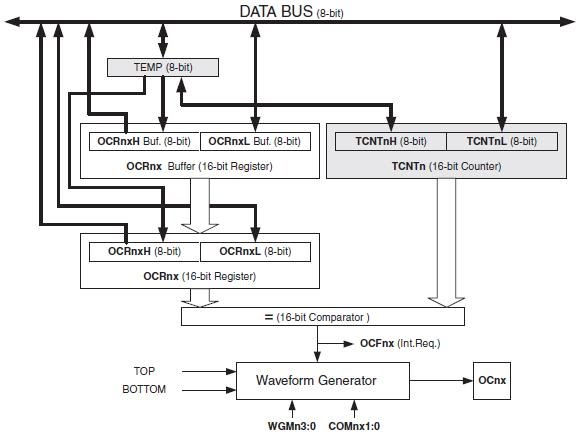 DATA BUS (8-bit)
TEMP (8-bit)
OCRnxH Buf. (8-bit) OCRnxL Buf. (8-bit)
OCRnx Buffer (16-bit Register)
TCNTnH (8-bit) TCNTnL (8-bit)
TCNTn (16-bit Counter)
OCRnxH (8-bit) OCRnxL (8-bit)
OCRnx (16-bit Register)
= (16-bit Comparator )
OCFnx (Int.Req.)
TOP
BOTTOM
Waveform Generator
OCnx
WGMn3:0 COMnx1:0